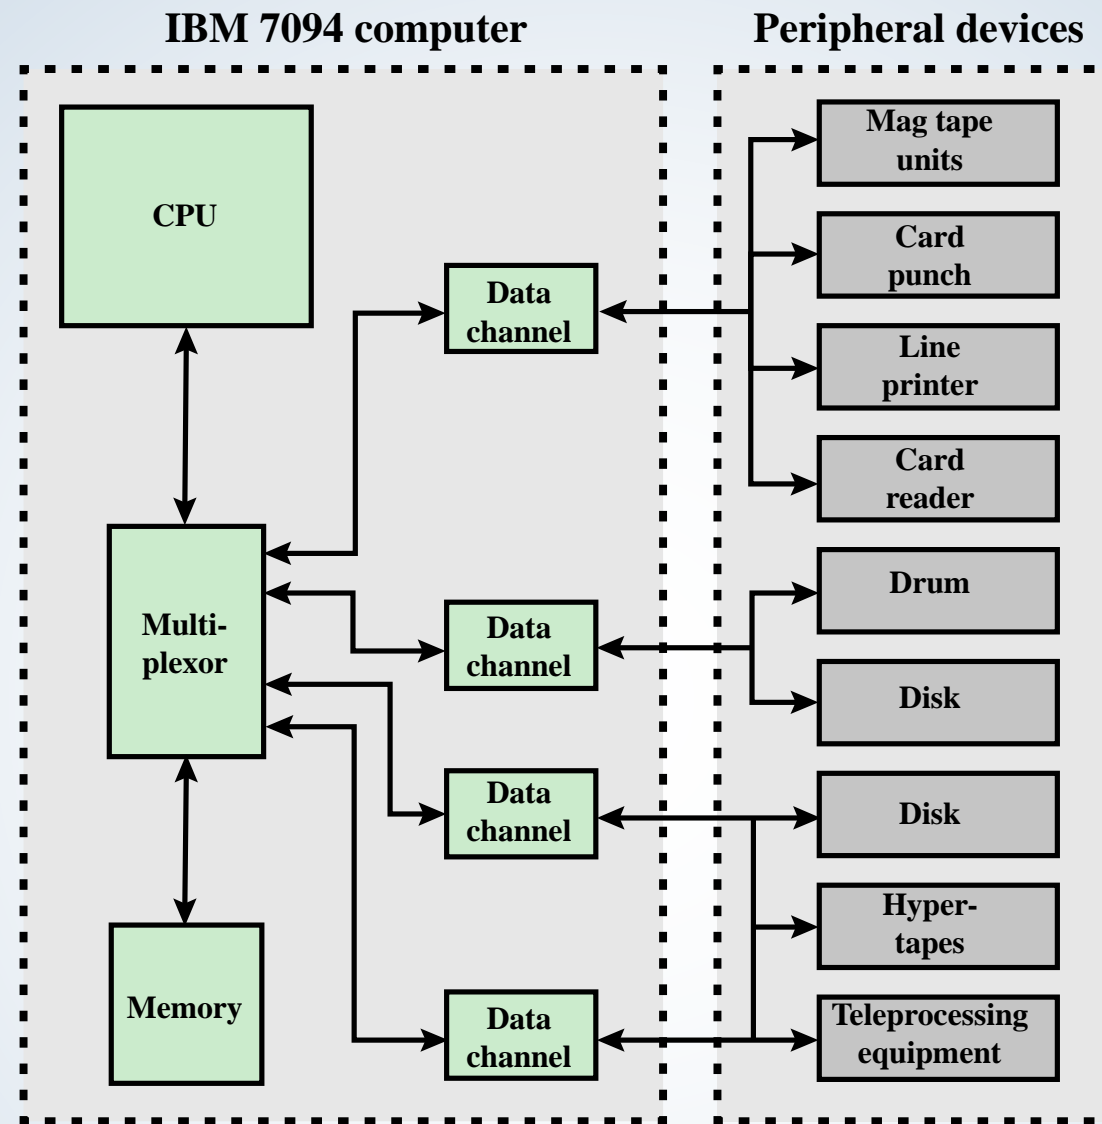 IBM 7094 computer
Peripheral devices
CPU
Multi-
plexor
Memory
Data
channel
Data
channel
Data
channel
Data
channel
Mag tape
units
Card
punch
Line
printer
Card
reader
Drum
Disk
Disk
Hyper-
tapes
Teleprocessing
equipment